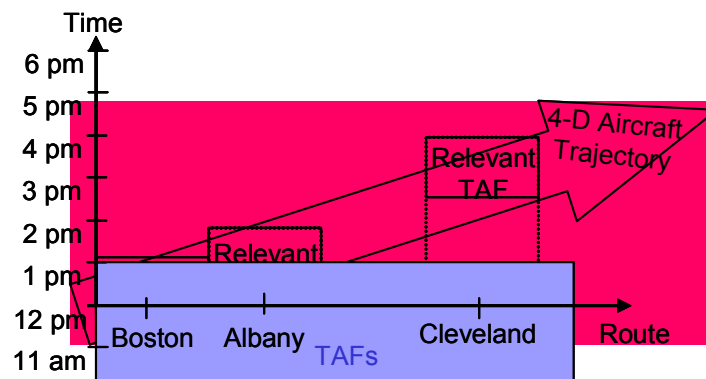 Time
6 pm
5 pm
4 pm
3 pm
2 pm
1 pm
12 pm
11 am
4-D Aircraft
Trajectory
Relevant
TAF
Relevant
Boston
Albany
Cleveland
Route
TAFs